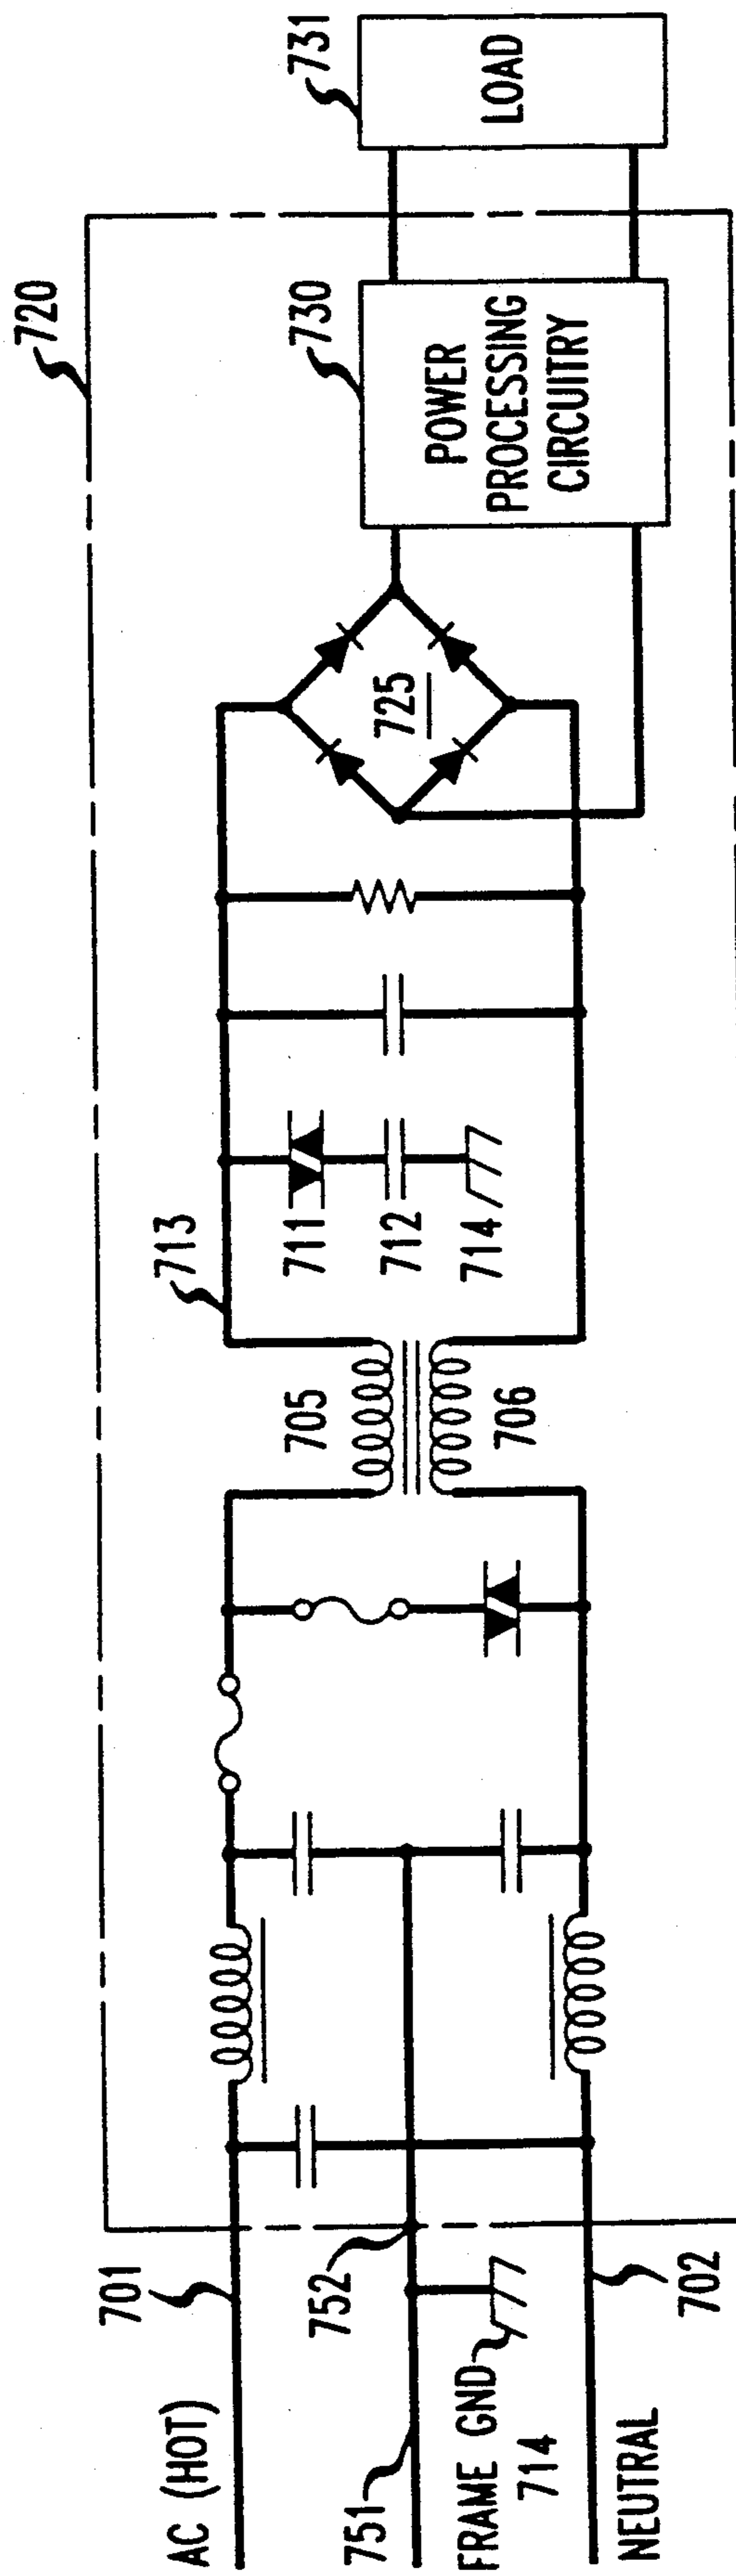 720
731
LOAD
730
POWER
PROCESSING
CIRCUITRY
725
713
711
712
714
705
706
701
AC (HOT)
752
751
FRAME GND
714
702
NEUTRAL